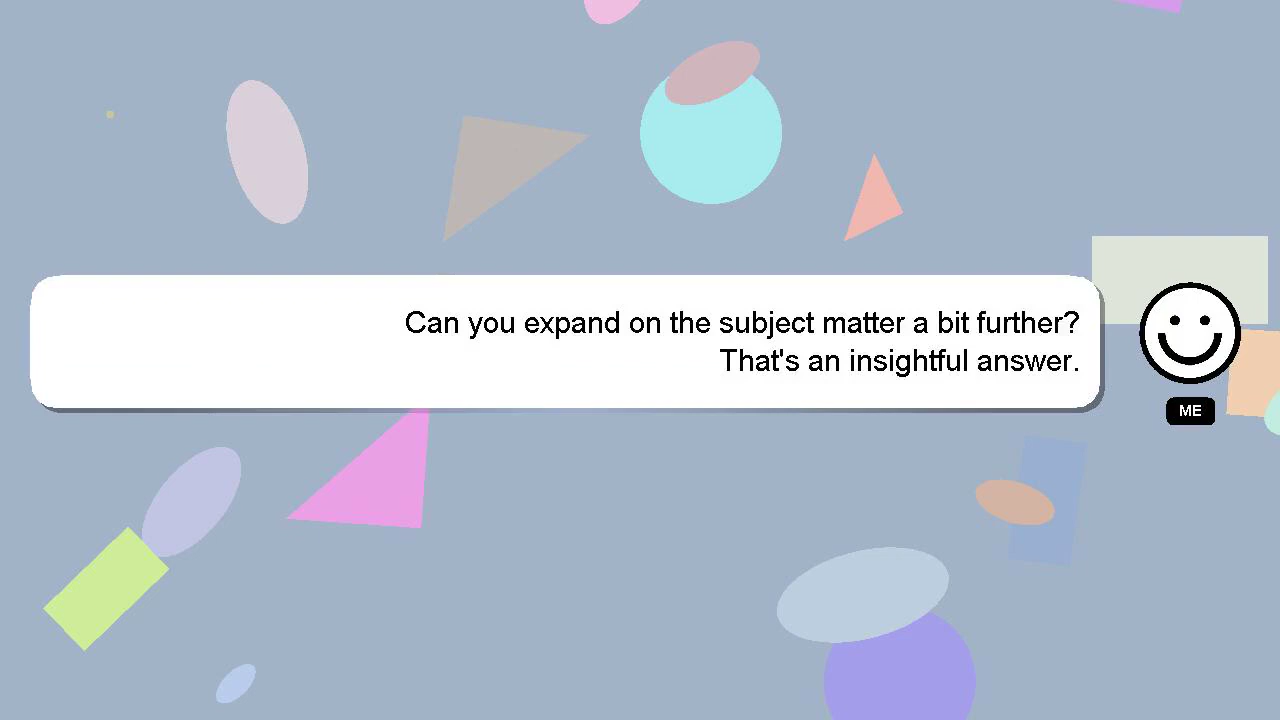 Can you expand on the subject matter a bit further?
That's an insightful answer.
ME